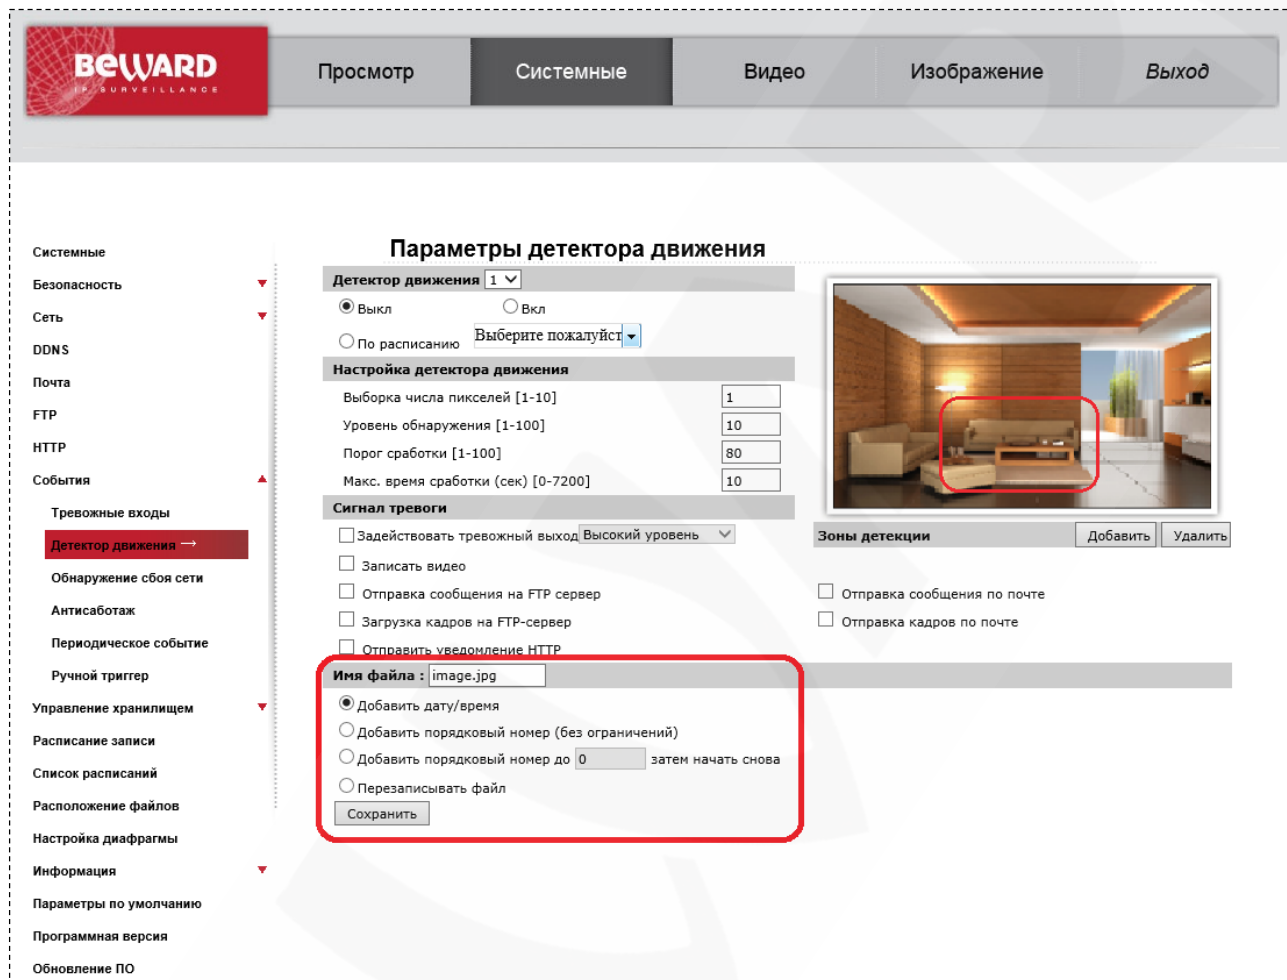 BEWARD
IP SURVEILLANCE
Просмотр
Системные
Видео
Изображение
Выход
Системные
Безопасность
Сеть
DDNS
Почта
FTP
HTTP
События
Тревожные входы
Детектор движения →
Обнаружение сбоя сети
Антисаботаж
Периодическое событие
Ручной триггер
Управление хранилищем
Расписание записи
Список расписаний
Расположение файлов
Настройка диафрагмы
Информация
Параметры по умолчанию
Программная версия
Обновление ПО
Параметры детектора движения
Детектор движения 1
Выкл Вкл
По расписанию Выберите пожалуйст
Настройка детектора движения
Выборка числа пикселей [1-10] 1
Уровень обнаружения [1-100] 10
Порог сработки [1-100] 80
Макс. время сработки (сек) [0-7200] 10
Сигнал тревоги
Задействовать тревожный выход Высокий уровень
Зоны детекции Добавить Удалить
Записать видео
Отправка сообщения на FTP сервер Отправка сообщения по почте
Загрузка кадров на FTP-сервер Отправка кадров по почте
Отправить уведомление HTTP
Имя файла : image.jpg
Добавить дату/время
Добавить порядковый номер (без ограничений)
Добавить порядковый номер до 0 затем начать снова
Перезаписывать файл
Сохранить